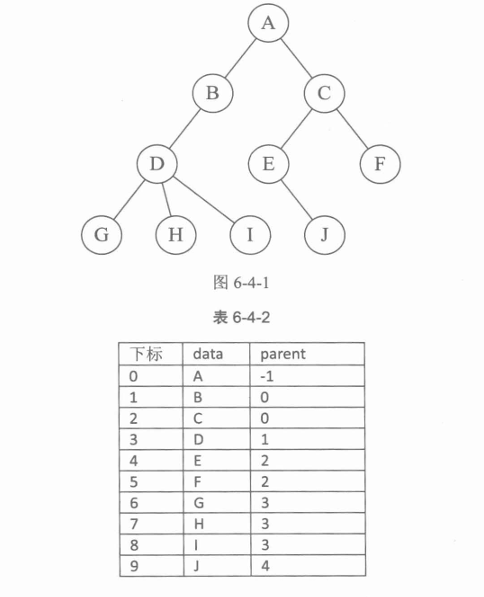 A
B C
D E F
G H I J
图 6-4-1
表 6-4-2
下标 data parent
0 A -1
1 B 0
2 C 0
3 D 1
4 E 2
5 F 2
6 G 3
7 H 3
8 I 3
9 J 4